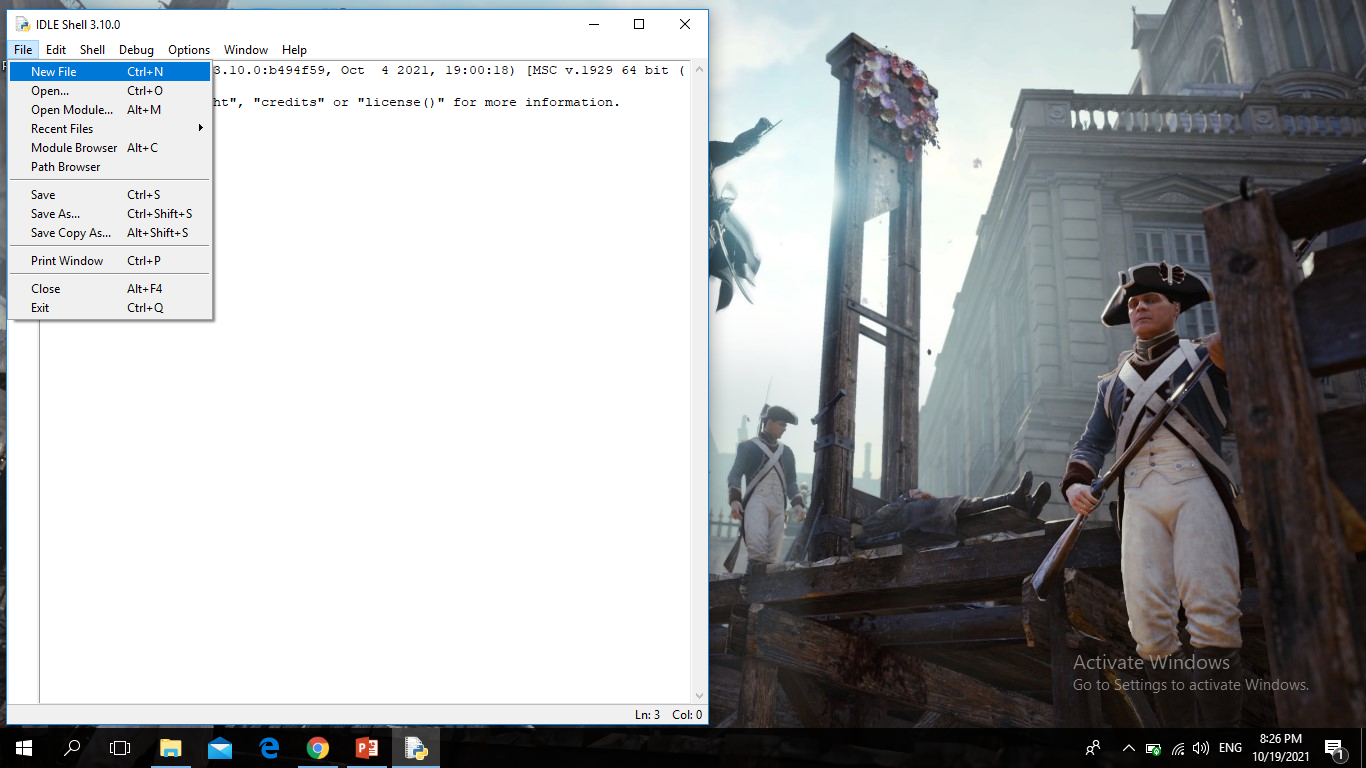 IDLE Shell 3.10.0
File Edit Shell Debug Options Window Help
3.10.0:b494f59, Oct  4 2021, 19:00:18) [MSC v.1929 64 bit (
ht", "credits" or "license()" for more information.
New File Ctrl+N
Open... Ctrl+O
Open Module... Alt+M
Recent Files
Module Browser Alt+C
Path Browser
Save Ctrl+S
Save As... Ctrl+Shift+S
Save Copy As... Alt+Shift+S
Print Window Ctrl+P
Close Alt+F4
Exit Ctrl+Q
Ln: 3 Col: 0
Activate Windows
Go to Settings to activate Windows.
ENG
8:26 PM
10/19/2021
1